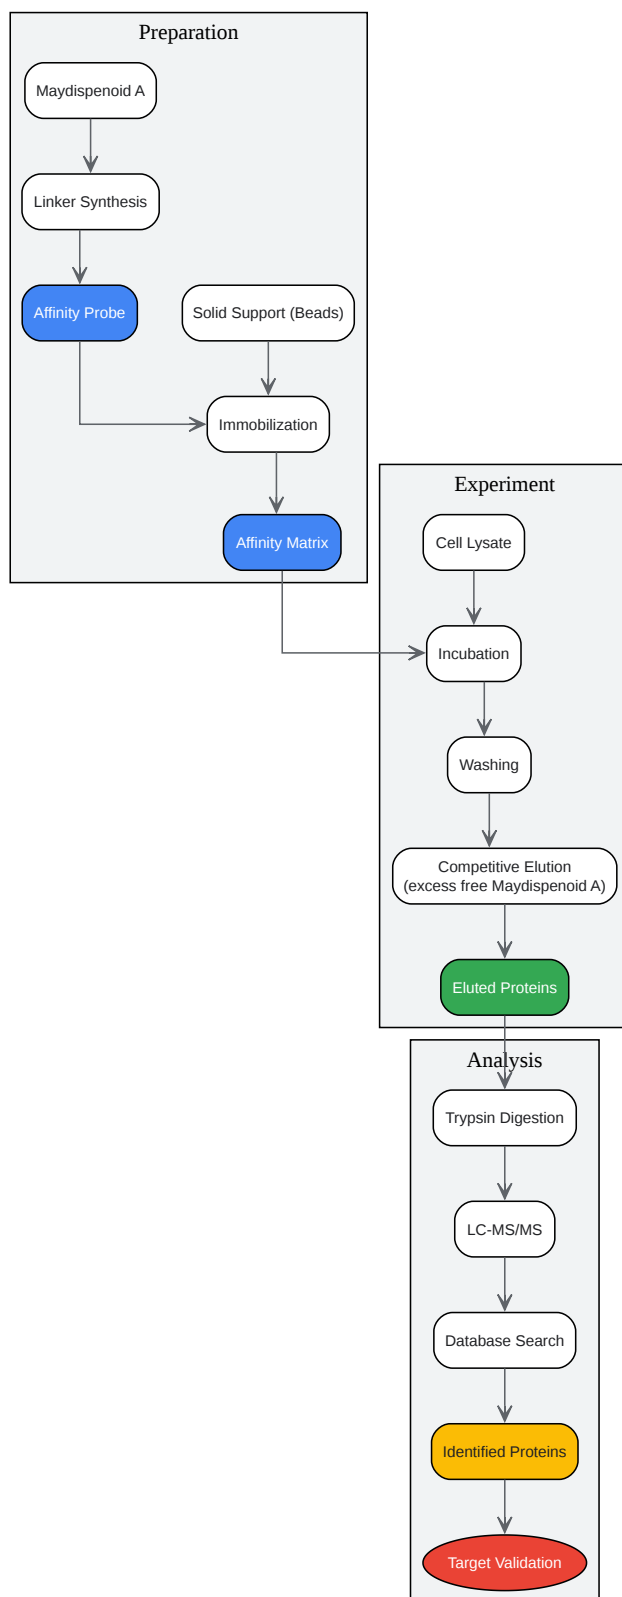 Preparation
Maydispenoid A
Linker Synthesis
Affinity Probe
Solid Support (Beads)
Immobilization
Affinity Matrix
Experiment
Cell Lysate
Incubation
Washing
Competitive Elution
(excess free Maydispenoid A)
Eluted Proteins
Analysis
Trypsin Digestion
LC-MS/MS
Database Search
Identified Proteins
Target Validation